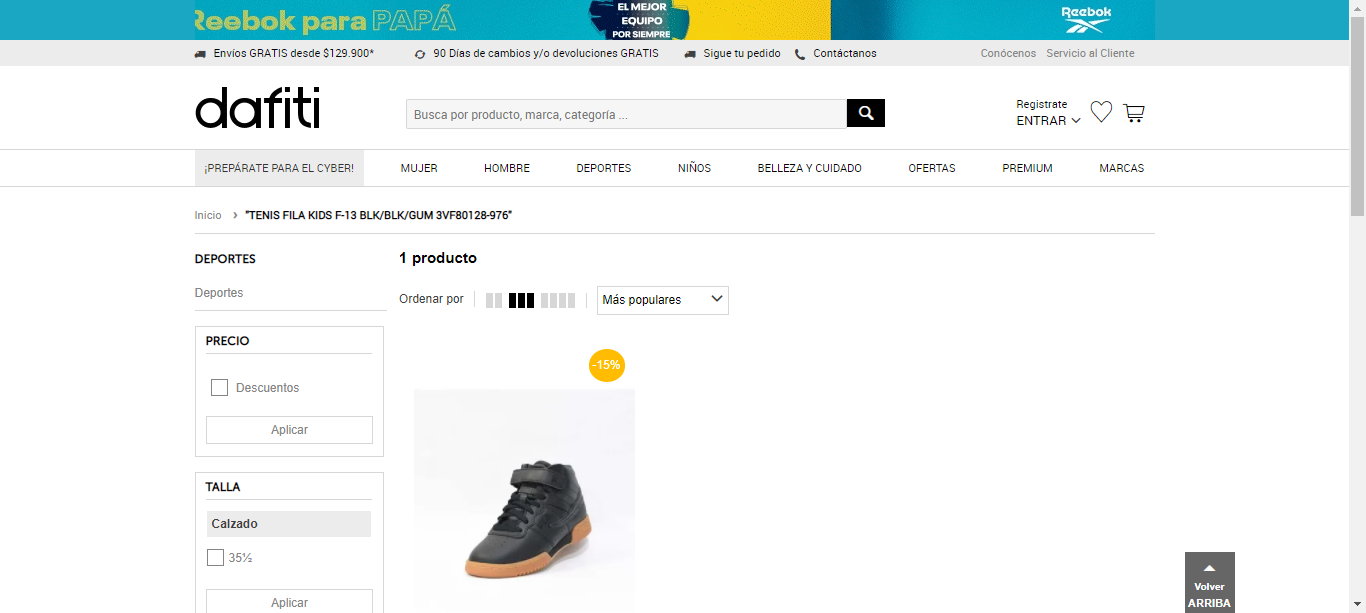 Reebok para PAPÁ
EL MEJOR
EQUIPO
POR SIEMPRE
Reebok
Envíos GRATIS desde $129.900*
90 Días de cambios y/o devoluciones GRATIS
Sigue tu pedido
Contáctanos
Conócenos
Servicio al Cliente
dafiti
Busca por producto, marca, categoría ...
Registrate
ENTRAR
¡PREPÁRATE PARA EL CYBER!
MUJER
HOMBRE
DEPORTES
NIÑOS
BELLEZA Y CUIDADO
OFERTAS
PREMIUM
MARCAS
Inicio › "TENIS FILA KIDS F-13 BLK/BLK/GUM 3VF80128-976"
DEPORTES
Deportes
PRECIO
Descuentos
Aplicar
TALLA
Calzado
35½
Aplicar
1 producto
Ordenar por
Más populares
-15%
Volver
ARRIBA